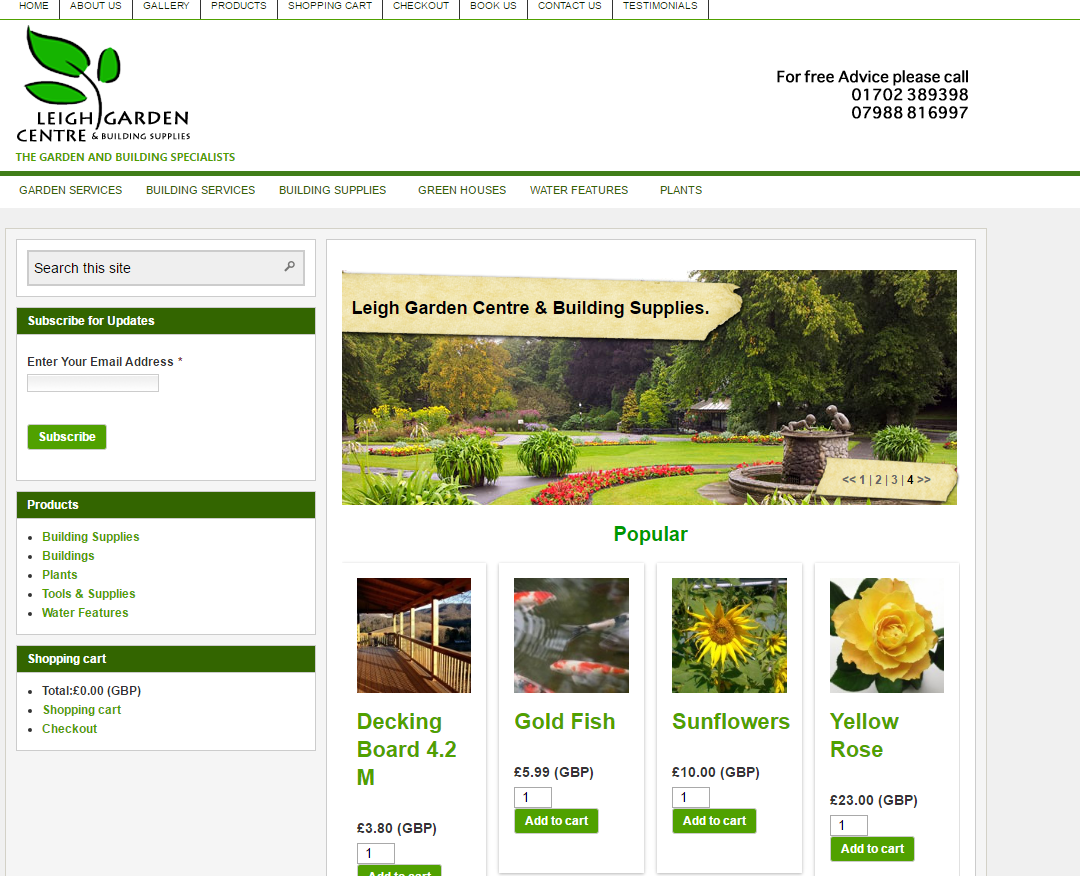 HOME ABOUT US GALLERY PRODUCTS SHOPPING CART CHECKOUT BOOK US CONTACT US TESTIMONIALS
LEIGH GARDEN
CENTRE & BUILDING SUPPLIES
THE GARDEN AND BUILDING SPECIALISTS
For free Advice please call
01702 389398
07988 816997
GARDEN SERVICES BUILDING SERVICES BUILDING SUPPLIES GREEN HOUSES WATER FEATURES PLANTS
Search this site
Subscribe for Updates
Enter Your Email Address *
Subscribe
Products
Building Supplies
Buildings
Plants
Tools & Supplies
Water Features
Shopping cart
Total:£0.00 (GBP)
Shopping cart
Checkout
Leigh Garden Centre & Building Supplies.
<< 1 | 2 | 3 | 4 >>
Popular
Decking
Board 4.2
M
£3.80 (GBP)
1
Add to cart
Gold Fish
£5.99 (GBP)
1
Add to cart
Sunflowers
£10.00 (GBP)
1
Add to cart
Yellow
Rose
£23.00 (GBP)
1
Add to cart